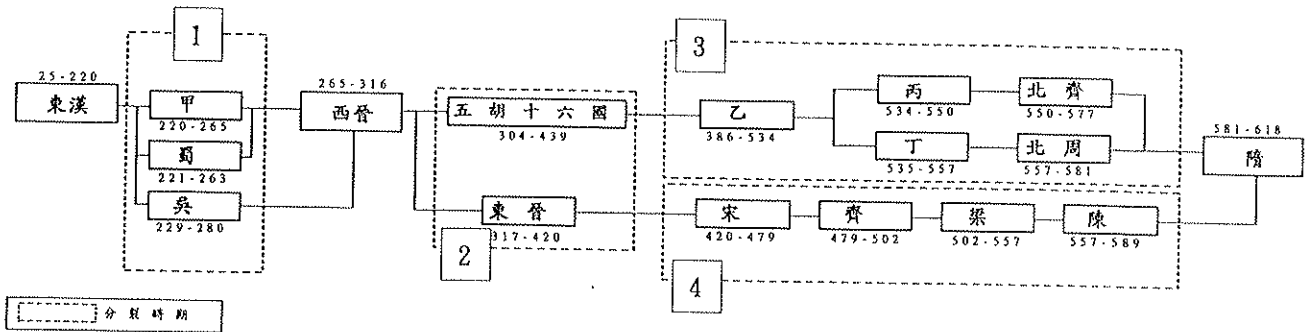 1
25-220
東漢
甲
220-265
蜀
221-263
吳
229-280
265-316
西晉
五胡十六國
304-439
東晉
317-420
2
3
乙
386-534
丙
534-550
北齊
550-577
丁
535-557
北周
557-581
581-618
隋
宋
420-479
齊
479-502
梁
502-557
陳
557-589
4
分裂時期